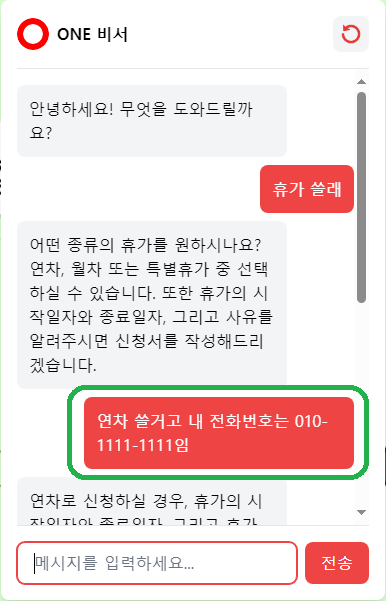 ONE 비서
안녕하세요! 무엇을 도와드릴까
요?
휴가 쓸래
어떤 종류의 휴가를 원하시나요?
연차, 월차 또는 특별휴가 중 선택
하실 수 있습니다. 또한 휴가의 시
작일자와 종료일자, 그리고 사유를
알려주시면 신청서를 작성해드리
겠습니다.
연차 쓸거고 내 전화번호는 010-
1111-1111임
연차로 신청하실 경우, 휴가의 시
작일자와 종료일자, 그리고 휴가
메시지를 입력하세요...
전송